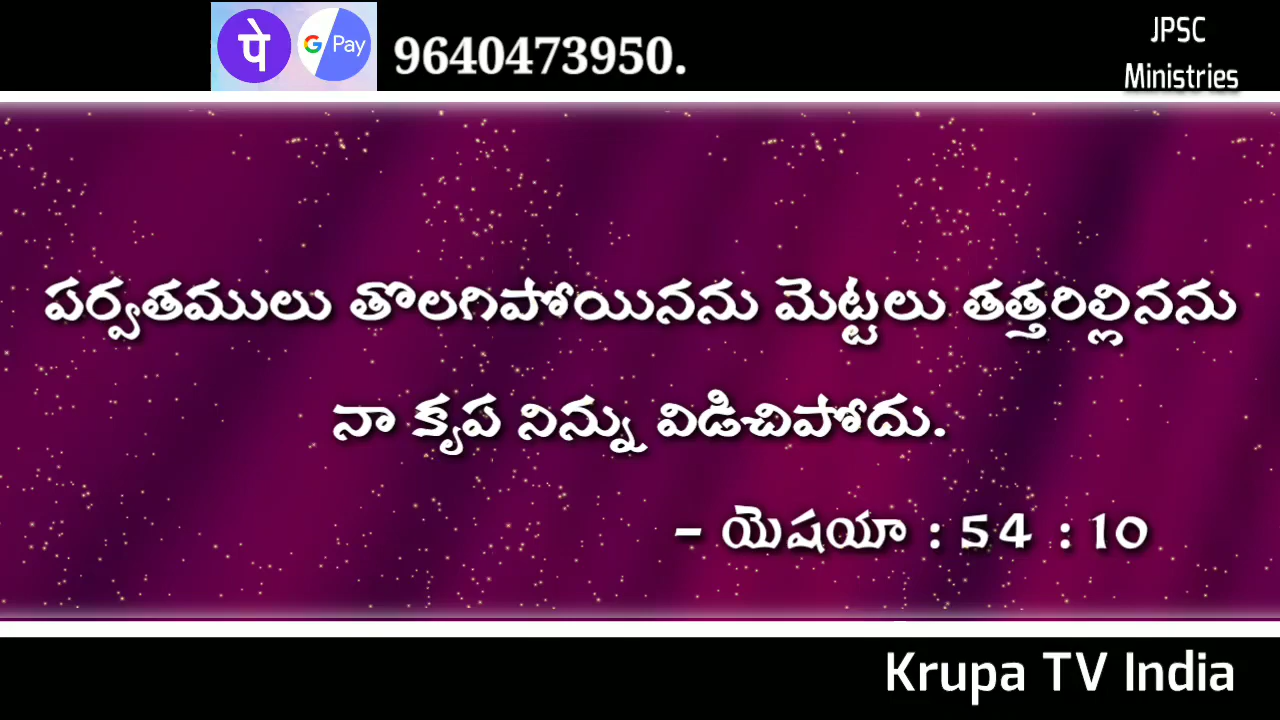 पे G Pay 9640473950.
JPSC
Ministries
పర్వతములు తొలగిపోయినను మెట్టలు తత్తరిల్లినను
నా కృప నిన్ను విడిచిపోదు.
- యెషయా : 54 : 10
Krupa TV India